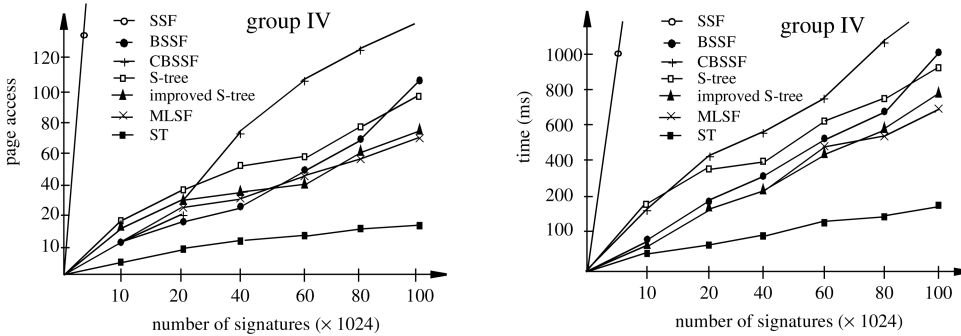 group IV
SSF
BSSF
CBSSF
S-tree
improved S-tree
MLSF
ST
page access
120
100
80
60
40
20
10
10 20 40 60 80 100
number of signatures (× 1024)
group IV
SSF
BSSF
CBSSF
S-tree
improved S-tree
MLSF
ST
time (ms)
1000
800
600
400
200
100
10 20 40 60 80 100
number of signatures (× 1024)